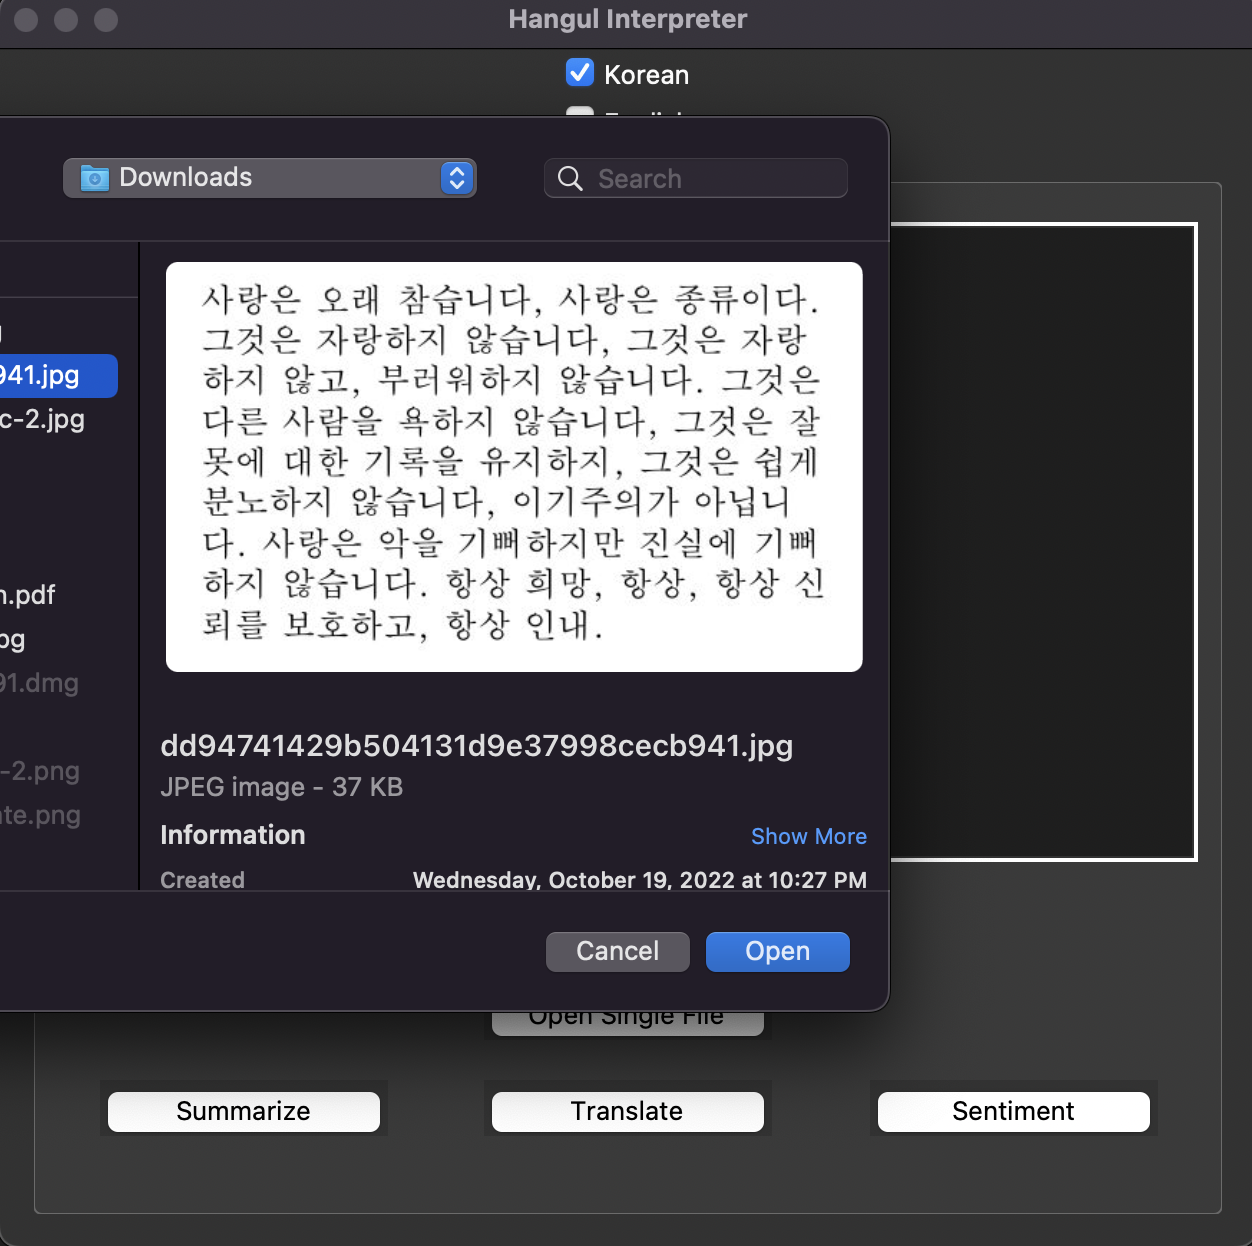 Hangul Interpreter
Korean
Downloads
Search
941.jpg
c-2.jpg
.pdf
og
91.dmg
-2.png
te.png
사랑은 오래 참습니다, 사랑은 종류이다.
그것은 자랑하지 않습니다, 그것은 자랑
하지 않고, 부러워하지 않습니다. 그것은
다른 사람을 욕하지 않습니다, 그것은 잘
못에 대한 기록을 유지하지, 그것은 쉽게
분노하지 않습니다, 이기주의가 아닙니
다. 사랑은 악을 기뻐하지만 진실에 기뻐
하지 않습니다. 항상 희망, 항상, 항상 신
뢰를 보호하고, 항상 인내.
dd94741429b504131d9e37998cecb941.jpg
JPEG image - 37 KB
Information Show More
Created Wednesday, October 19, 2022 at 10:27 PM
Cancel Open
Open Single File
Summarize Translate Sentiment